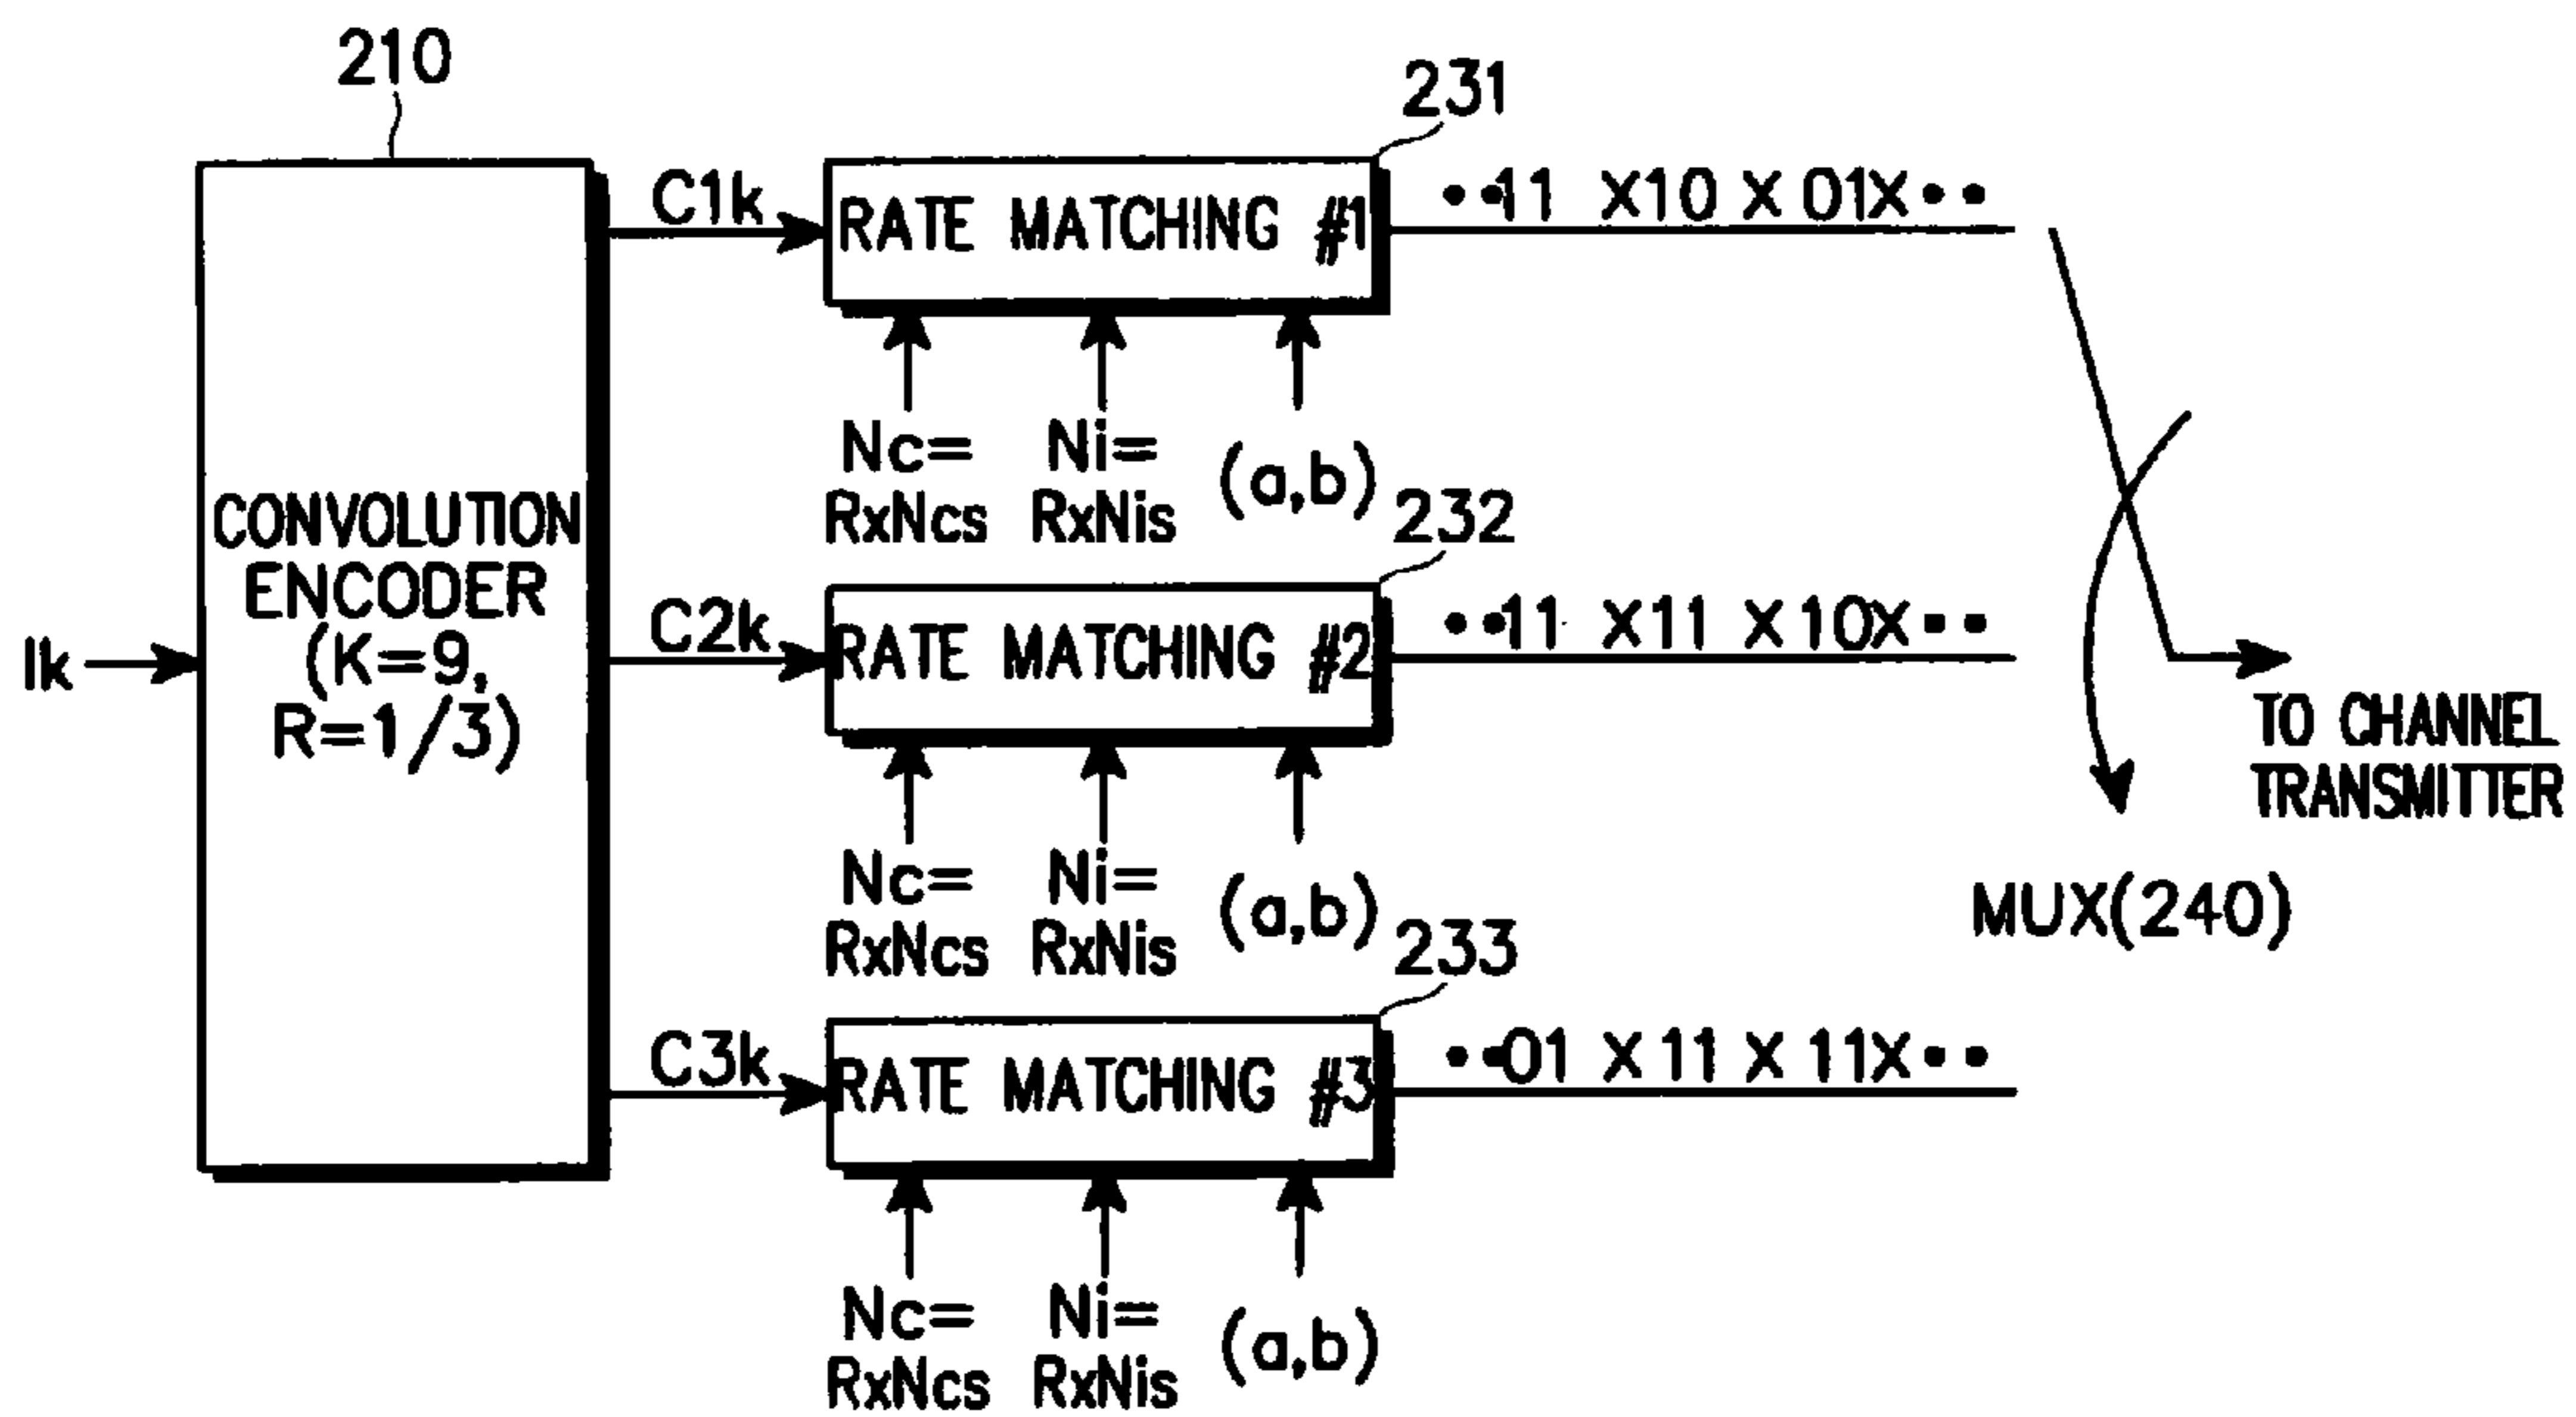 210
231
C1k
RATE MATCHING #1
••11 X10 X 01X••
Nc=
RxNcs
Ni=
RxNis
(a,b)
CONVOLUTION
ENCODER
(K=9,
R=1/3)
Ik
232
C2k
RATE MATCHING #2
••11 X11 X 10X••
Nc=
RxNcs
Ni=
RxNis
(a,b)
TO CHANNEL
TRANSMITTER
MUX(240)
233
C3k
RATE MATCHING #3
••01 X 11 X 11X••
Nc=
RxNcs
Ni=
RxNis
(a,b)